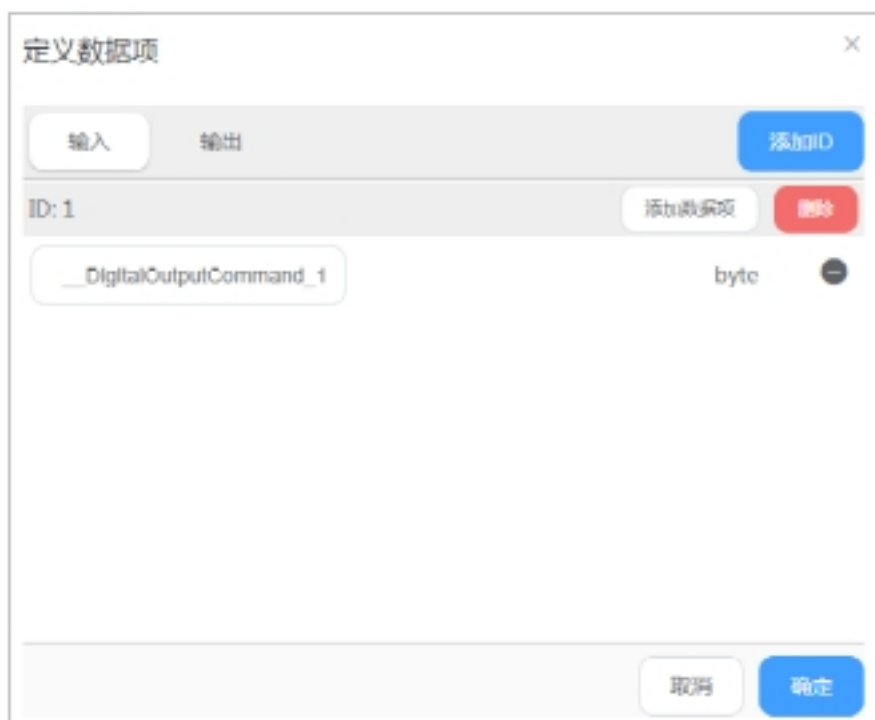 定义数据项 ×
输入 输出 添加ID
ID: 1 添加数据项 删除
__DigitalOutputCommand_1 byte
取消 确定